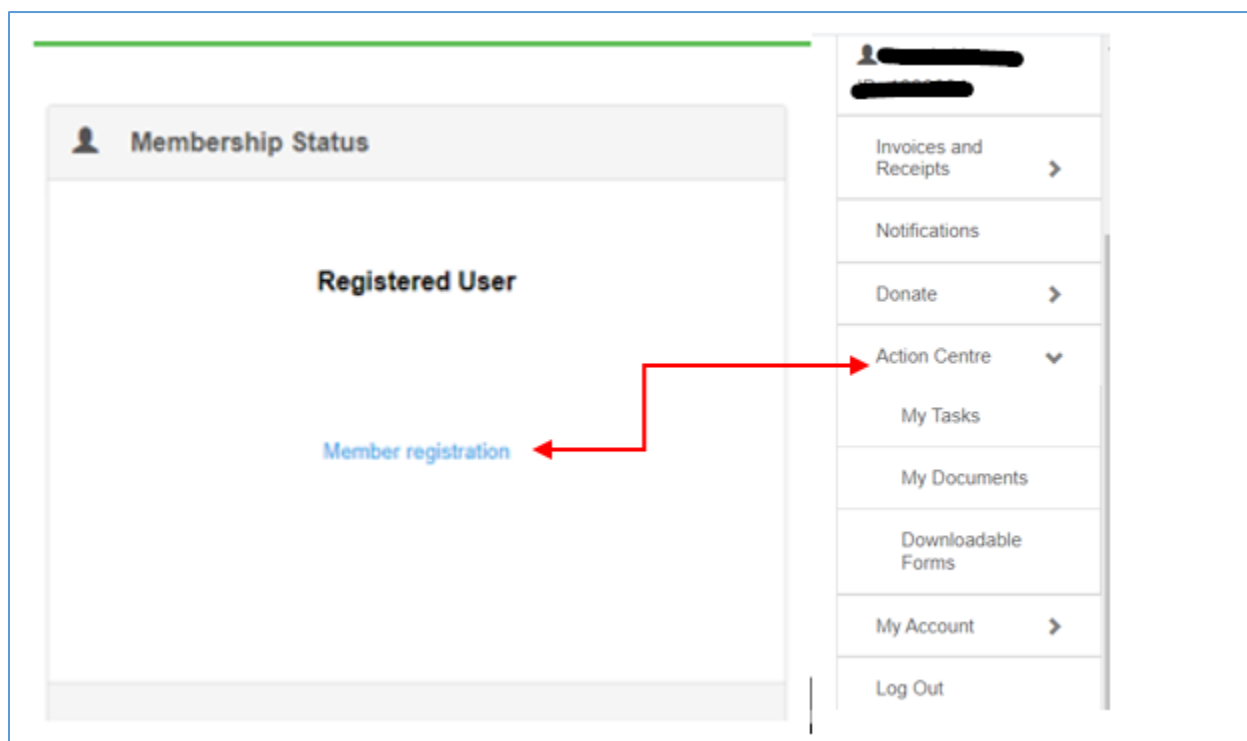 Membership Status
Registered User
Member registration
Invoices and
Receipts
Notifications
Donate
Action Centre
My Tasks
My Documents
Downloadable
Forms
My Account
Log Out